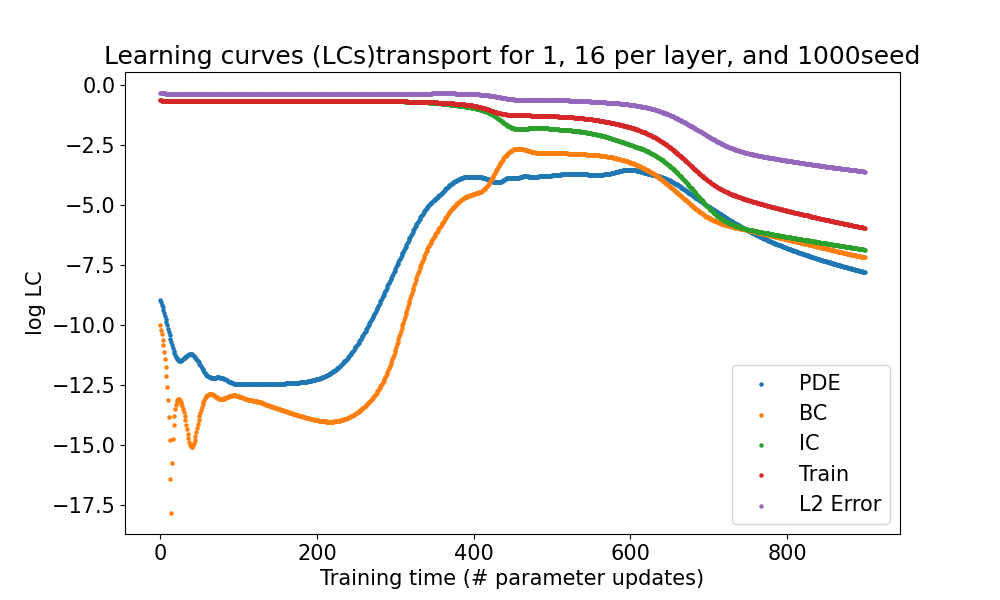 Learning curves (LCs)transport for 1, 16 per layer, and 1000seed
0.0
−2.5
−5.0
−7.5
−10.0
−12.5
−15.0
−17.5
log LC
PDE
BC
IC
Train
L2 Error
0 200 400 600 800
Training time (# parameter updates)